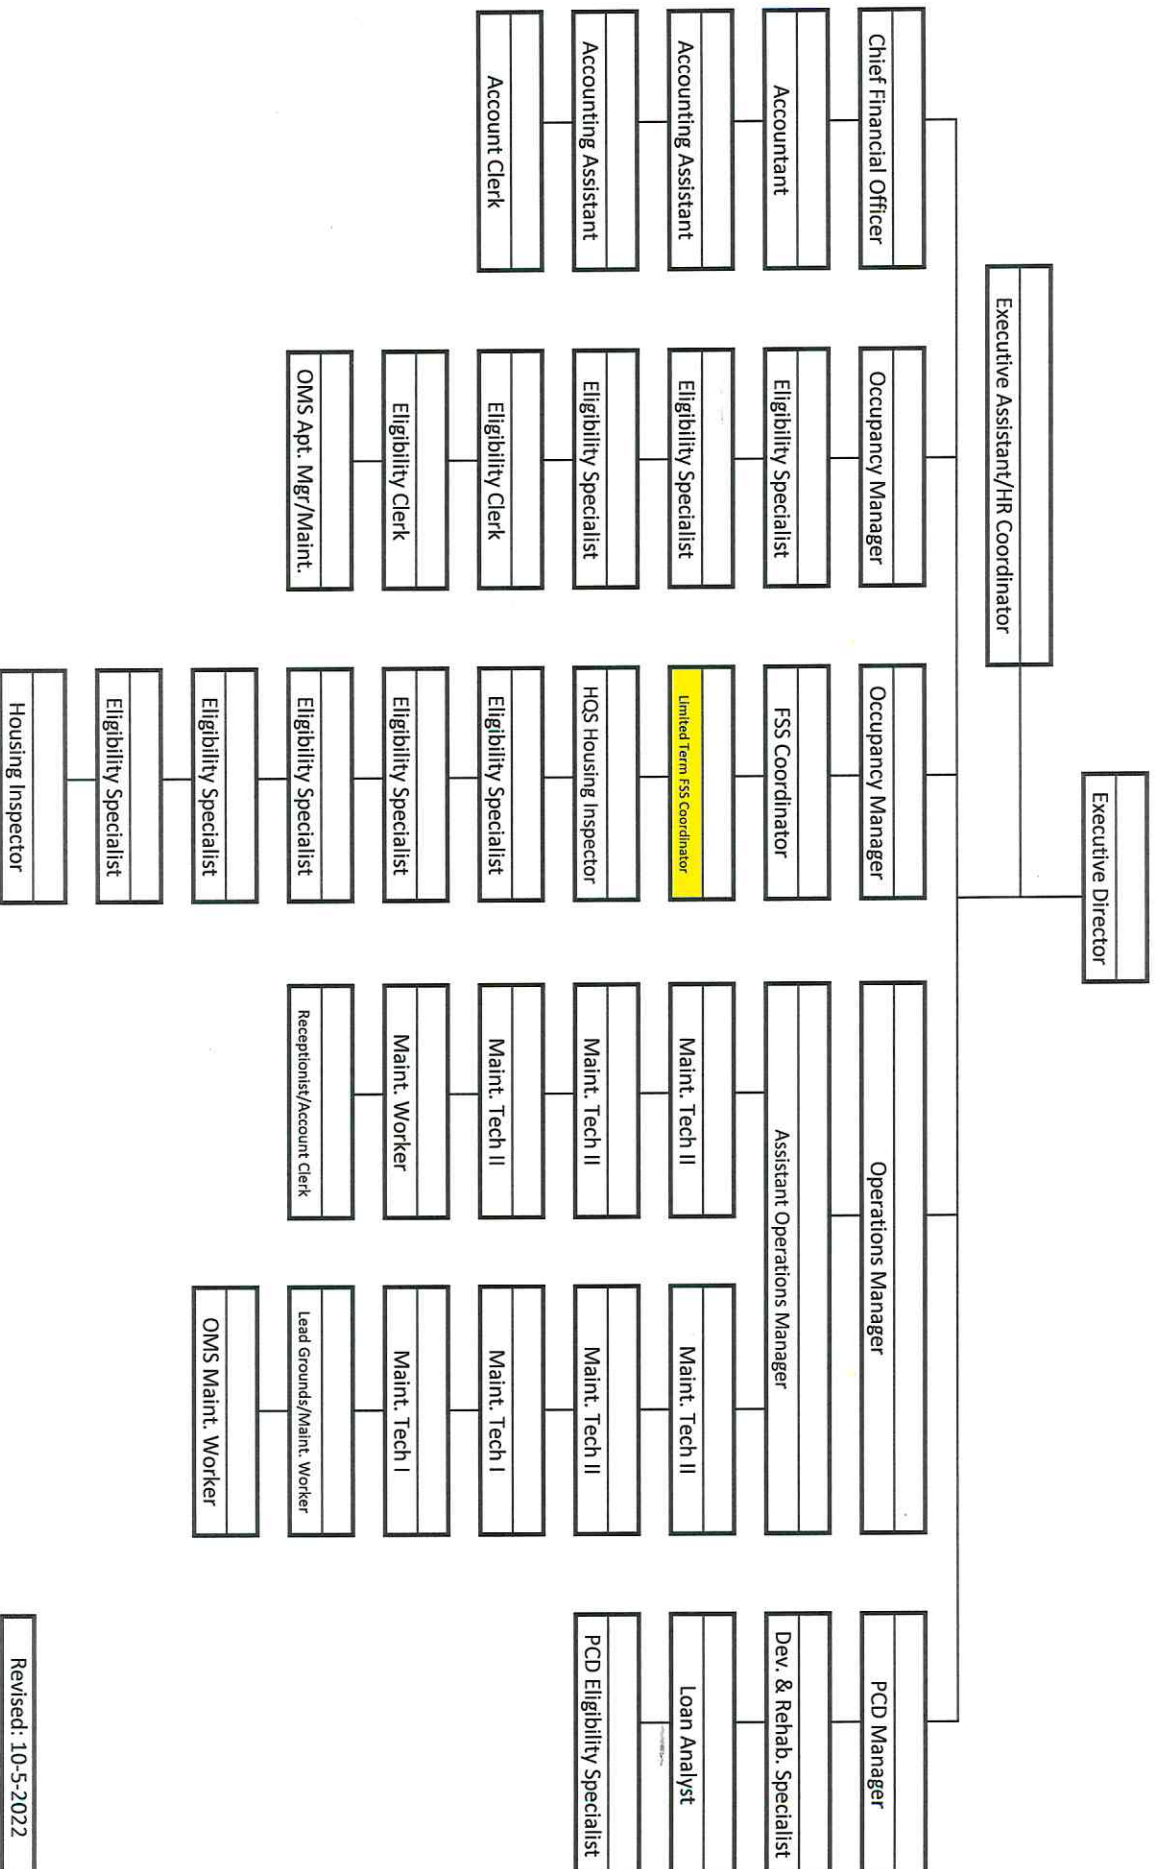 Executive Director
Executive Assistant/HR Coordinator
Chief Financial Officer
Accountant
Accounting Assistant
Accounting Assistant
Account Clerk
Occupancy Manager
Eligibility Specialist
Eligibility Specialist
Eligibility Specialist
Eligibility Clerk
Eligibility Clerk
OMS Apt. Mgr/Maint.
Occupancy Manager
FSS Coordinator
Limited Term FSS Coordinator
HQS Housing Inspector
Eligibility Specialist
Eligibility Specialist
Eligibility Specialist
Eligibility Specialist
Eligibility Specialist
Housing Inspector
Operations Manager
Assistant Operations Manager
Maint. Tech II
Maint. Tech II
Maint. Tech II
Maint. Worker
Receptionist/Account Clerk
Maint. Tech II
Maint. Tech II
Maint. Tech I
Maint. Tech I
Lead Grounds/Maint. Worker
OMS Maint. Worker
PCD Manager
Dev. & Rehab. Specialist
Loan Analyst
PCD Eligibility Specialist
Revised: 10-5-2022